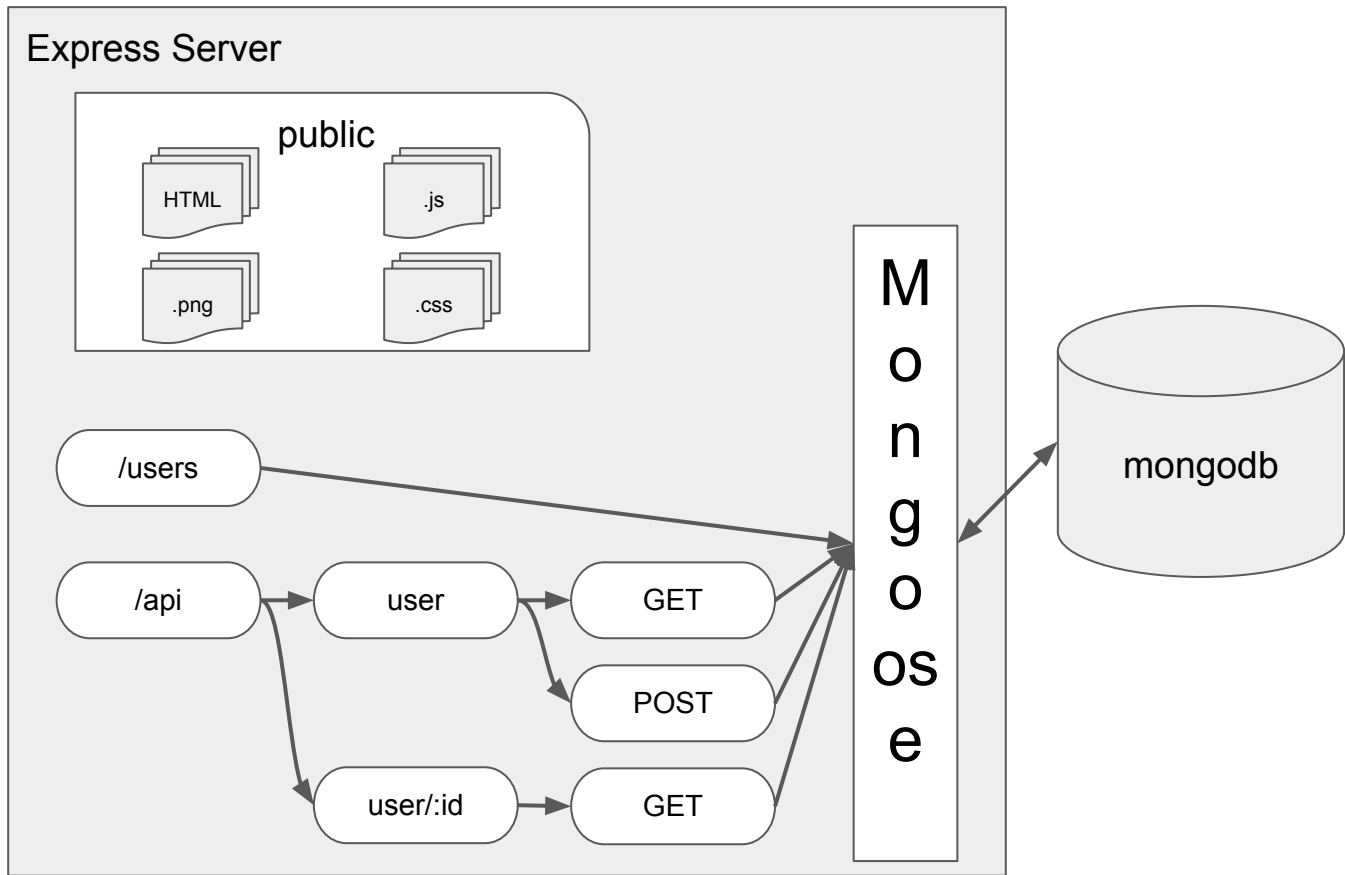 Express Server
public
HTML
.js
.png
.css
M
o
n
g
o
os
e
mongodb
/users
/api
user
GET
POST
user/:id
GET